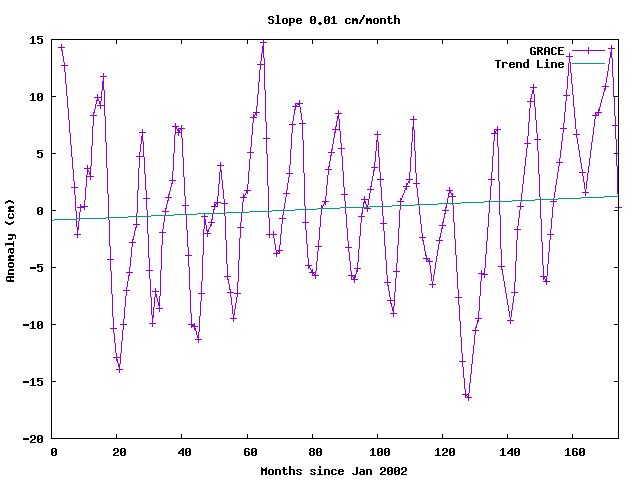 Slope 0.01 cm/month
15
GRACE
Trend Line
10
5
0
-5
-10
-15
-20
Anomaly (cm)
0 20 40 60 80 100 120 140 160
Months since Jan 2002